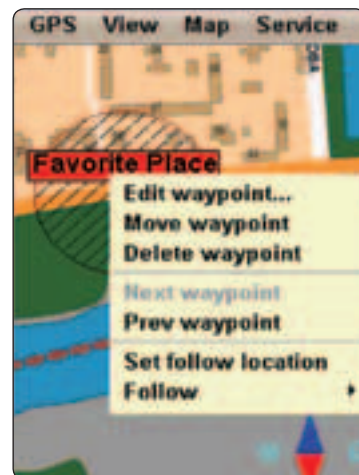 GPS View Map Service
Favorite Place
Edit waypoint...
Move waypoint
Delete waypoint
Next waypoint
Prev waypoint
Set follow location
Follow